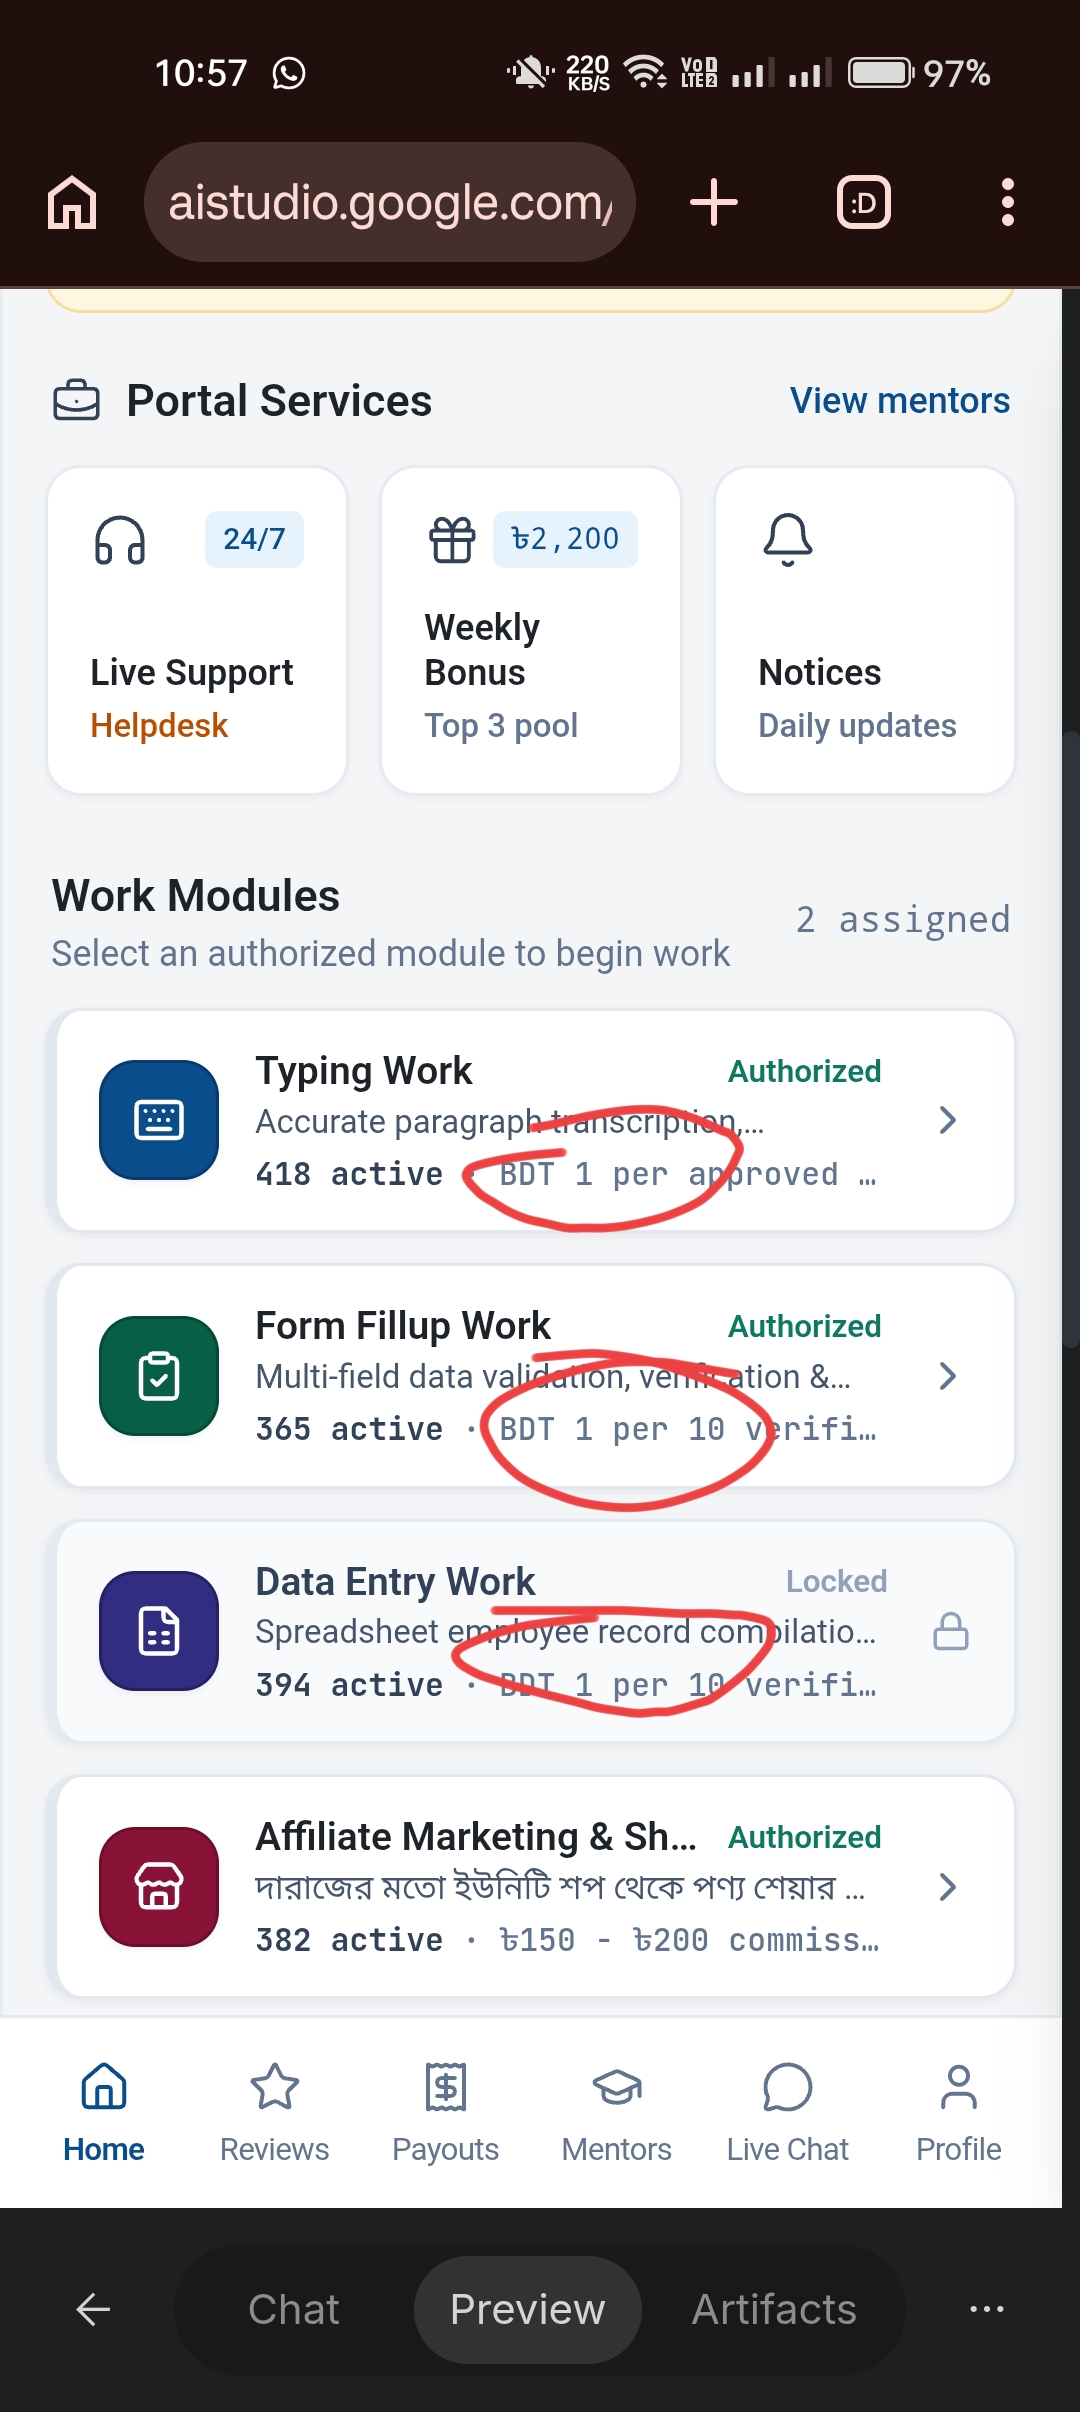 10:57
220 KB/S
Vo D LTE 2
97%
aistudio.google.com/
:D
Portal Services
View mentors
24/7
Live Support
Helpdesk
৳2,200
Weekly
Bonus
Top 3 pool
Notices
Daily updates
Work Modules
2 assigned
Select an authorized module to begin work
Typing Work
Authorized
Accurate paragraph transcription,...
418 active · BDT 1 per approved …
Form Fillup Work
Authorized
Multi-field data validation, verification &...
365 active · BDT 1 per 10 verifi…
Data Entry Work
Locked
Spreadsheet employee record compilatio...
394 active · BDT 1 per 10 verifi…
Affiliate Marketing & Sh...
Authorized
দারাজের মতো ইউনিটি শপ থেকে পণ্য শেয়ার ...
382 active · ৳150 - ৳200 commiss…
Home
Reviews
Payouts
Mentors
Live Chat
Profile
Chat
Preview
Artifacts